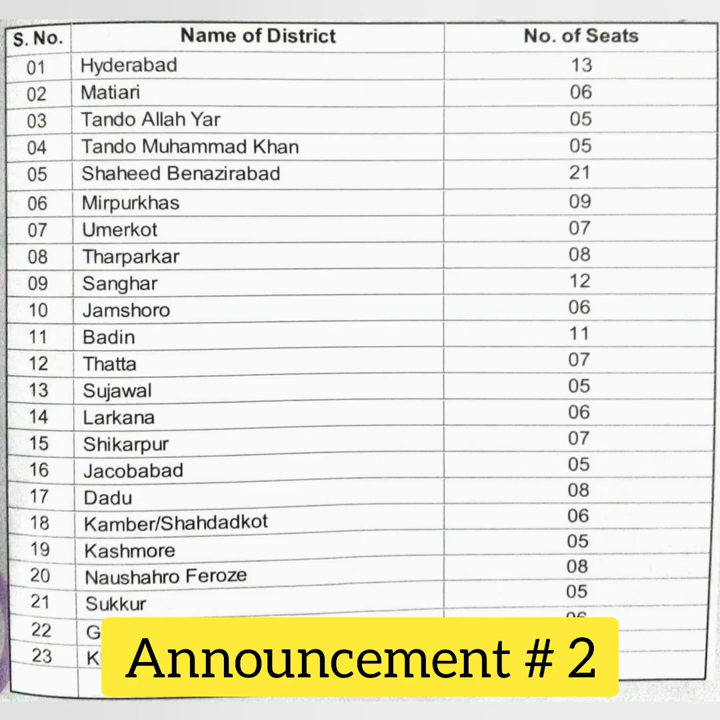 S. No. Name of District No. of Seats
01 Hyderabad 13
02 Matiari 06
03 Tando Allah Yar 05
04 Tando Muhammad Khan 05
05 Shaheed Benazirabad 21
06 Mirpurkhas 09
07 Umerkot 07
08 Tharparkar 08
09 Sanghar 12
10 Jamshoro 06
11 Badin 11
12 Thatta 07
13 Sujawal 05
14 Larkana 06
15 Shikarpur 07
16 Jacobabad 05
17 Dadu 08
18 Kamber/Shahdadkot 06
19 Kashmore 05
20 Naushahro Feroze 08
21 Sukkur 05
22
23
Announcement # 2